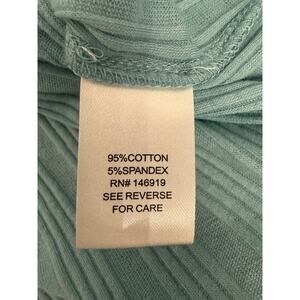 95%COTTON
5%SPANDEX
RN# 146919
SEE REVERSE
FOR CARE